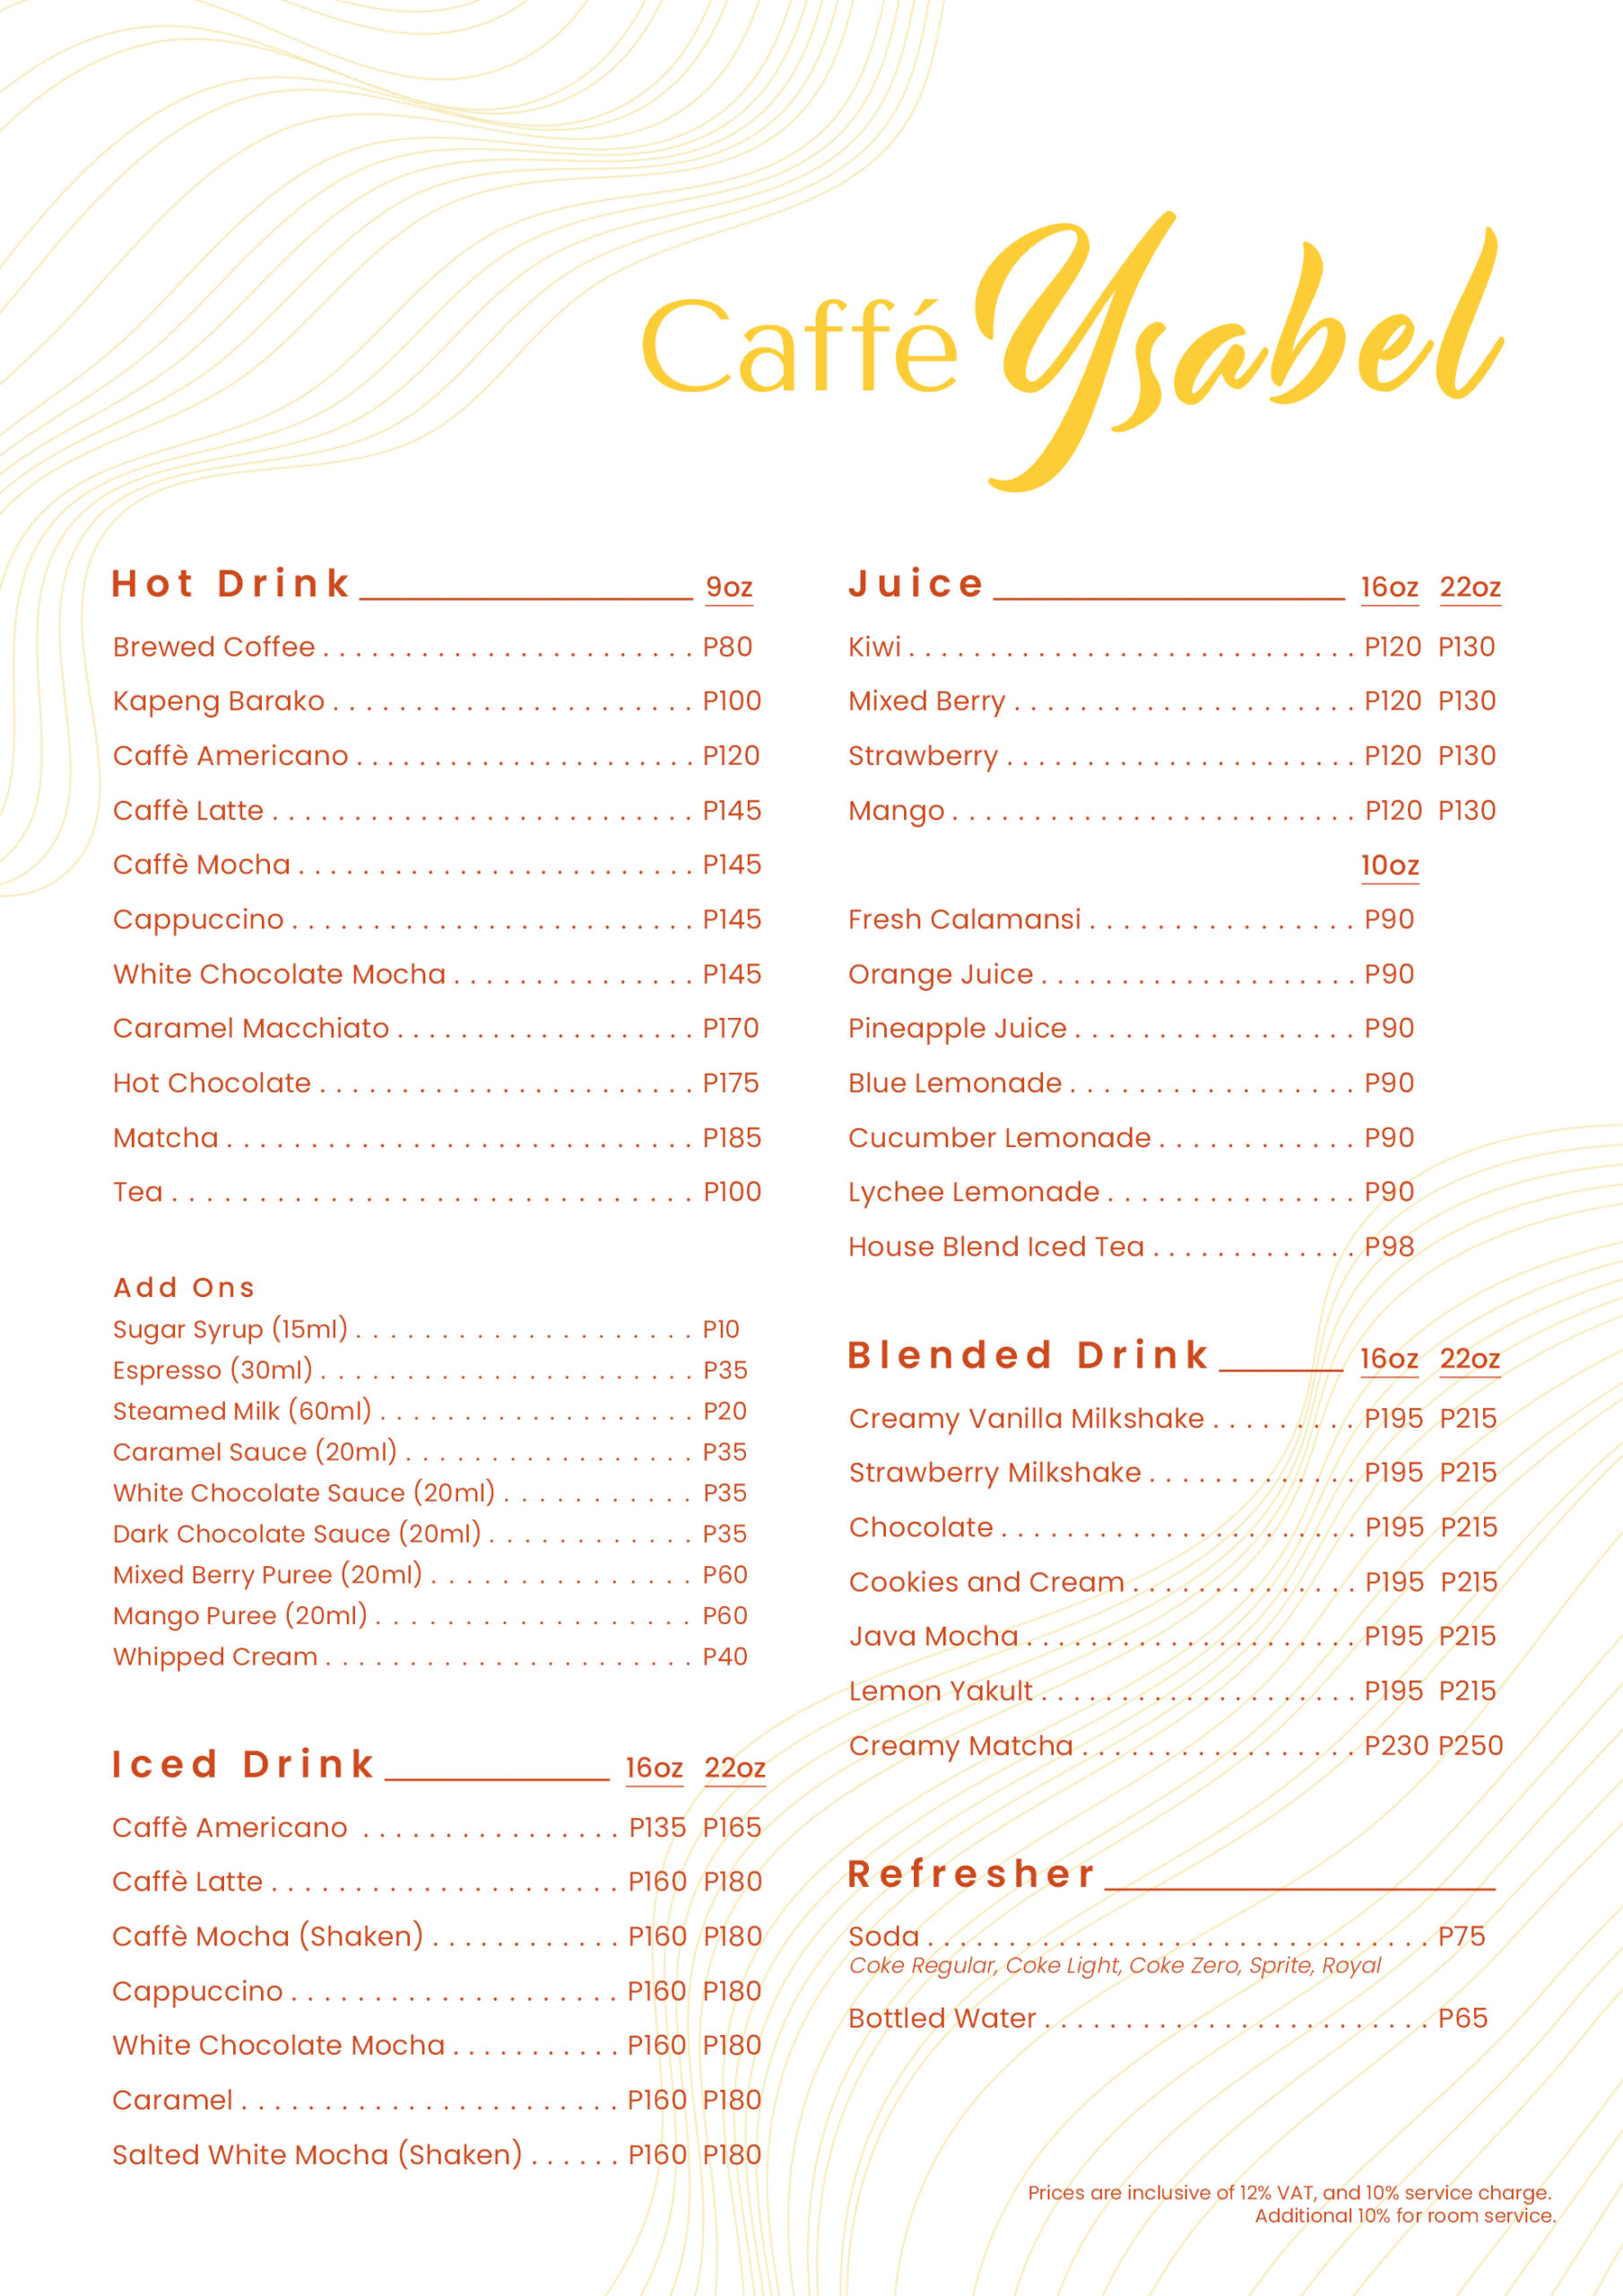 Caffé Ysabel
Hot Drink 9oz
Brewed Coffee . . . . . . . . . . . . . . . . . . . . . . . P80
Kapeng Barako . . . . . . . . . . . . . . . . . . . . . . P100
Caffè Americano . . . . . . . . . . . . . . . . . . . . . P120
Caffè Latte . . . . . . . . . . . . . . . . . . . . . . . . . . P145
Caffè Mocha . . . . . . . . . . . . . . . . . . . . . . . . P145
Cappuccino . . . . . . . . . . . . . . . . . . . . . . . . . P145
White Chocolate Mocha . . . . . . . . . . . . . . . P145
Caramel Macchiato . . . . . . . . . . . . . . . . . . . P170
Hot Chocolate . . . . . . . . . . . . . . . . . . . . . . . P175
Matcha . . . . . . . . . . . . . . . . . . . . . . . . . . . . . P185
Tea . . . . . . . . . . . . . . . . . . . . . . . . . . . . . . . P100
Add Ons
Sugar Syrup (15ml) . . . . . . . . . . . . . . . . . . . . P10
Espresso (30ml) . . . . . . . . . . . . . . . . . . . . . . P35
Steamed Milk (60ml) . . . . . . . . . . . . . . . . . . . P20
Caramel Sauce (20ml) . . . . . . . . . . . . . . . . . P35
White Chocolate Sauce (20ml) . . . . . . . . . . . P35
Dark Chocolate Sauce (20ml) . . . . . . . . . . . . P35
Mixed Berry Puree (20ml) . . . . . . . . . . . . . . . P60
Mango Puree (20ml) . . . . . . . . . . . . . . . . . . . P60
Whipped Cream . . . . . . . . . . . . . . . . . . . . . . P40
Iced Drink 16oz 22oz
Caffè Americano . . . . . . . . . . . . . . . . P135 P165
Caffè Latte . . . . . . . . . . . . . . . . . . . . . . P160 P180
Caffè Mocha (Shaken) . . . . . . . . . . . . P160 P180
Cappuccino . . . . . . . . . . . . . . . . . . . . P160 P180
White Chocolate Mocha . . . . . . . . . . . P160 P180
Caramel . . . . . . . . . . . . . . . . . . . . . . . P160 P180
Salted White Mocha (Shaken) . . . . . . P160 P180
Juice 16oz 22oz
Kiwi . . . . . . . . . . . . . . . . . . . . . . . . . . . . P120 P130
Mixed Berry . . . . . . . . . . . . . . . . . . . . . P120 P130
Strawberry . . . . . . . . . . . . . . . . . . . . . . P120 P130
Mango . . . . . . . . . . . . . . . . . . . . . . . . . P120 P130
10oz
Fresh Calamansi . . . . . . . . . . . . . . . . . P90
Orange Juice . . . . . . . . . . . . . . . . . . . . P90
Pineapple Juice . . . . . . . . . . . . . . . . . . P90
Blue Lemonade . . . . . . . . . . . . . . . . . . P90
Cucumber Lemonade . . . . . . . . . . . . P90
Lychee Lemonade . . . . . . . . . . . . . . . P90
House Blend Iced Tea . . . . . . . . . . . . . P98
Blended Drink 16oz 22oz
Creamy Vanilla Milkshake . . . . . . . . . P195 P215
Strawberry Milkshake . . . . . . . . . . . . . P195 P215
Chocolate . . . . . . . . . . . . . . . . . . . . . . P195 P215
Cookies and Cream . . . . . . . . . . . . . . P195 P215
Java Mocha . . . . . . . . . . . . . . . . . . . . . P195 P215
Lemon Yakult . . . . . . . . . . . . . . . . . . . . P195 P215
Creamy Matcha . . . . . . . . . . . . . . . . . P230 P250
Refresher
Soda . . . . . . . . . . . . . . . . . . . . . . . . . . . . . . . P75
Coke Regular, Coke Light, Coke Zero, Sprite, Royal
Bottled Water . . . . . . . . . . . . . . . . . . . . . . . . P65
Prices are inclusive of 12% VAT, and 10% service charge.
Additional 10% for room service.